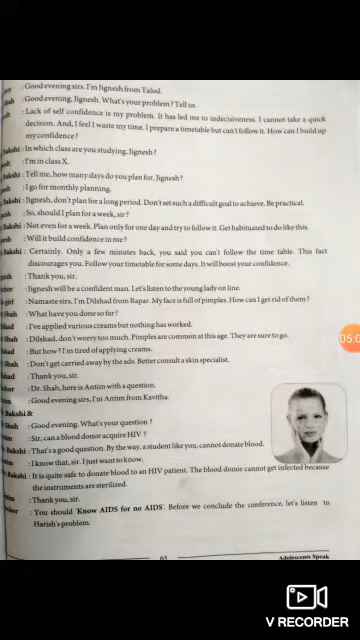 : Good evening sirs. I'm Jignesh from Talod.
: Good evening, Jignesh. What's your problem? Tell us.
: Lack of self confidence is my problem. It has led me to indecisiveness. I cannot take a quick
decision. And, I feel I waste my time. I prepare a timetable but can't follow it. How can I build up
my confidence?
Bakshi : In which class are you studying, Jignesh?
: I'm in class X.
Bakshi : Tell me, how many days do you plan for, Jignesh?
: I go for monthly planning.
Bakshi : Jignesh, don't plan for a long period. Don't set such a difficult goal to achieve. Be practical.
: So, should I plan for a week, sir?
Bakshi : Not even for a week. Plan only for one day and try to follow it. Get habituated to do like this.
: Will it build confidence in me?
Bakshi : Certainly. Only a few minutes back, you said you can't follow the time table. This fact
discourages you. Follow your timetable for some days. It will boost your confidence.
: Thank you, sir.
: Jignesh will be a confident man. Let's listen to the young lady on line.
girl : Namaste sirs, I'm Dilshad from Rapar. My face is full of pimples. How can I get rid of them?
Shah : What have you done so far?
: I've applied various creams but nothing has worked.
Shah : Dilshad, don't worry too much. Pimples are common at this age. They are sure to go.
: But how? I'm tired of applying creams.
Shah : Don't get carried away by the ads. Better consult a skin specialist.
: Thank you, sir.
: Dr. Shah, here is Antim with a question.
: Good evening sirs, I'm Antim from Kavitha.
Bakshi &
Shah : Good evening. What's your question ?
: Sir, can a blood donor acquire HIV ?
Bakshi : That's a good question. By the way, a student like you, cannot donate blood.
: I know that, sir. I just want to know.
Bakshi : It is quite safe to donate blood to an HIV patient. The blood donor cannot get infected because
the instruments are sterilized.
: Thank you, sir.
: You should 'Know AIDS for no AIDS'. Before we conclude the conference, let's listen to
Harish's problem.
65
Adolescents Speak
05:0
V RECORDER